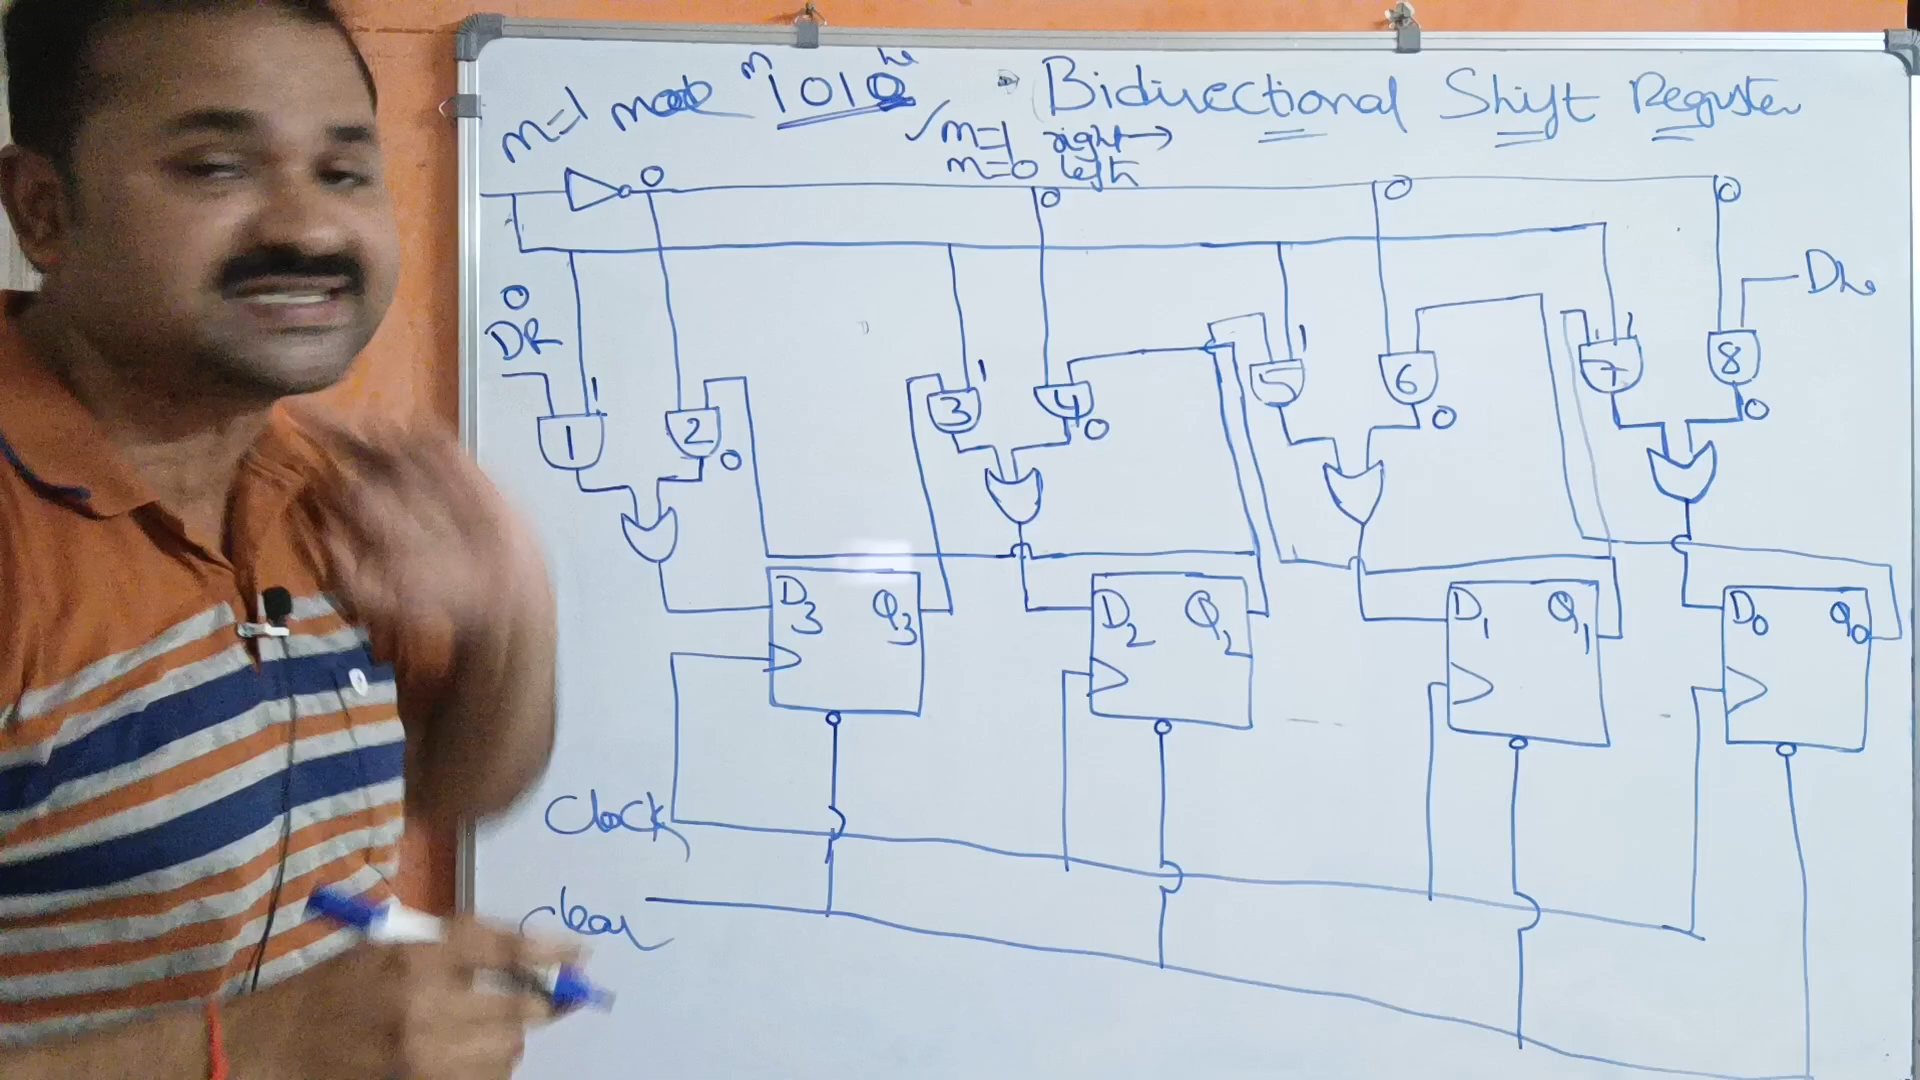 m=1 mode 1010
Bidirectional Shift Register
m=1 right →
m=0 left
0 0 0 0
0
DR
DL
1 1 1 1
1 2 3 4 5 6 7 8
0 0 0 0
D3 Q3 D2 Q2 D1 Q1 D0 Q0
Clock
clear